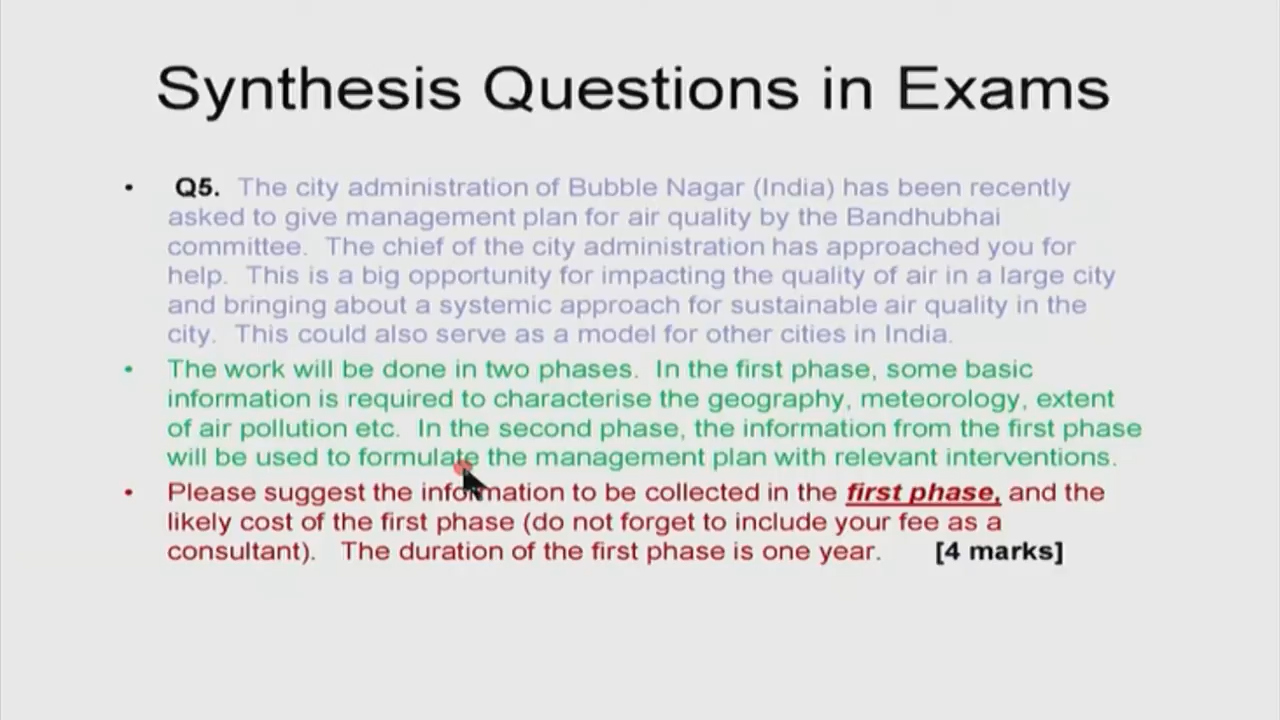 Synthesis Questions in Exams
• Q5. The city administration of Bubble Nagar (India) has been recently
asked to give management plan for air quality by the Bandhubhai
committee. The chief of the city administration has approached you for
help. This is a big opportunity for impacting the quality of air in a large city
and bringing about a systemic approach for sustainable air quality in the
city. This could also serve as a model for other cities in India.
• The work will be done in two phases. In the first phase, some basic
information is required to characterise the geography, meteorology, extent
of air pollution etc. In the second phase, the information from the first phase
will be used to formulate the management plan with relevant interventions.
• Please suggest the information to be collected in the first phase, and the
likely cost of the first phase (do not forget to include your fee as a
consultant). The duration of the first phase is one year. [4 marks]